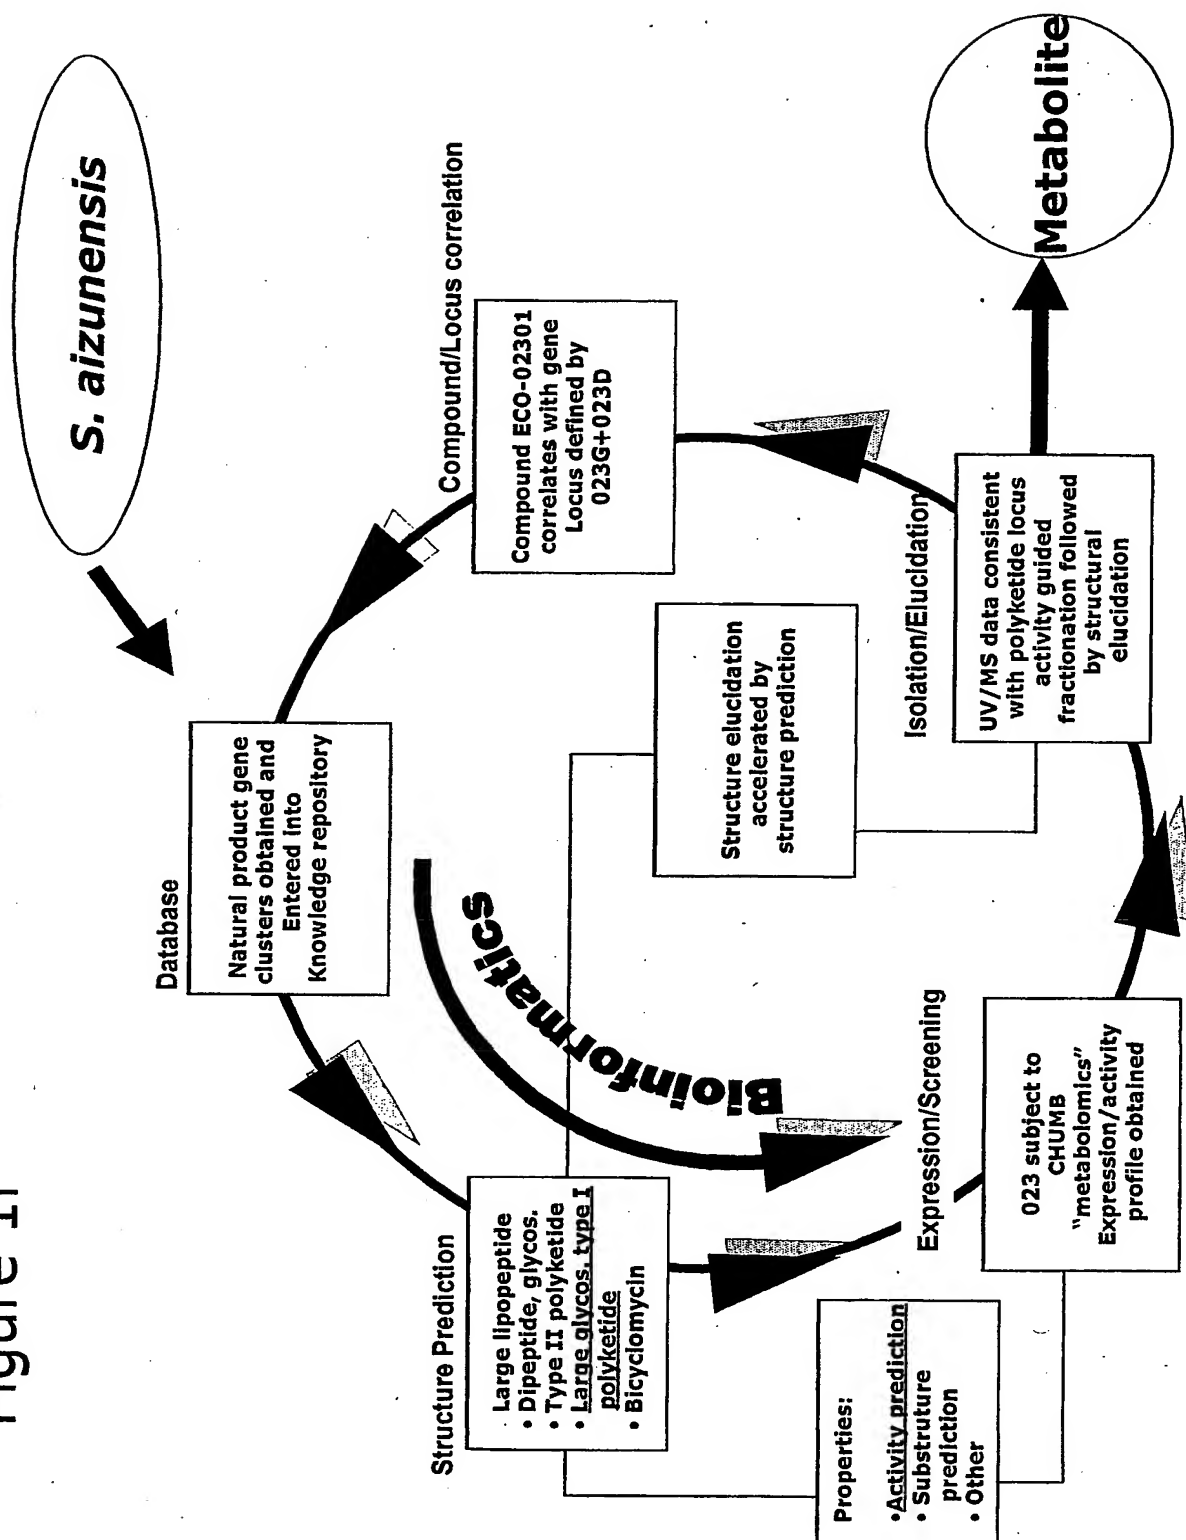 Figure 1f
S. aizunensis
Database
Natural product gene
clusters obtained and
Entered into
Knowledge repository
Structure Prediction
Large lipopeptide
• Dipeptide, glycos.
• Type II polyketide
• Large glycos. type I
polyketide
• Bicyclomycin
Bioinformatics
Compound/Locus correlation
Compound ECO-02301
correlates with gene
Locus defined by
023G+023D
Structure elucidation
accelerated by
structure prediction
Properties:
•Activity prediction
• Substruture
prediction
• Other
Expression/Screening
023 subject to
CHUMB
“metabolomics”
Expression/activity
profile obtained
Isolation/Elucidation
UV/MS data consistent
with polyketide locus
activity guided
fractionation followed
by structural
elucidation
Metabolite